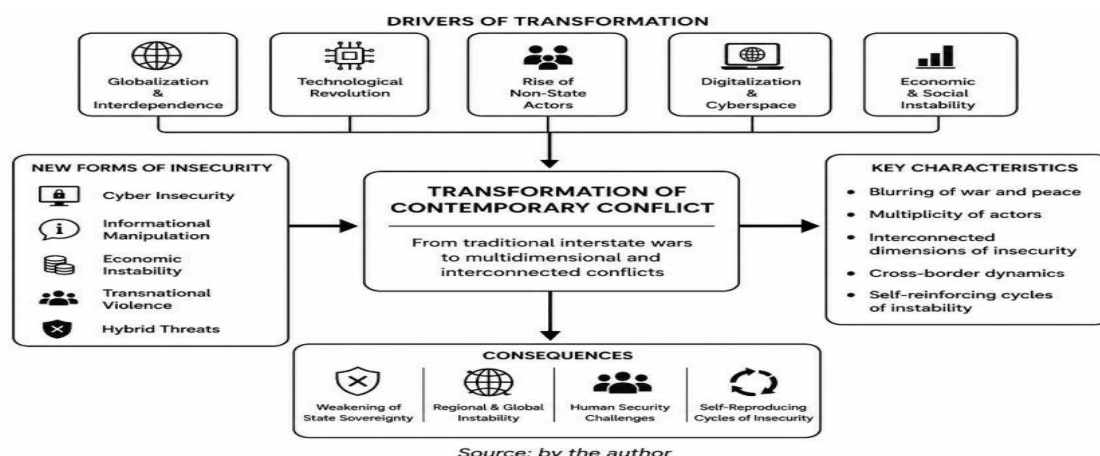 DRIVERS OF TRANSFORMATION
Globalization
&
Interdependence
Technological
Revolution
Rise of
Non-State
Actors
Digitalization
&
Cyberspace
Economic
& Social
Instability
NEW FORMS OF INSECURITY
Cyber Insecurity
Informational
Manipulation
Economic
Instability
Transnational
Violence
Hybrid Threats
TRANSFORMATION OF
CONTEMPORARY CONFLICT
From traditional interstate wars
to multidimensional and
interconnected conflicts
KEY CHARACTERISTICS
• Blurring of war and peace
• Multiplicity of actors
• Interconnected
dimensions of insecurity
• Cross-border dynamics
• Self-reinforcing cycles
of instability
CONSEQUENCES
Weakening of
State Sovereignty
Regional & Global
Instability
Human Security
Challenges
Self-Reproducing
Cycles of Insecurity
Source: by the author